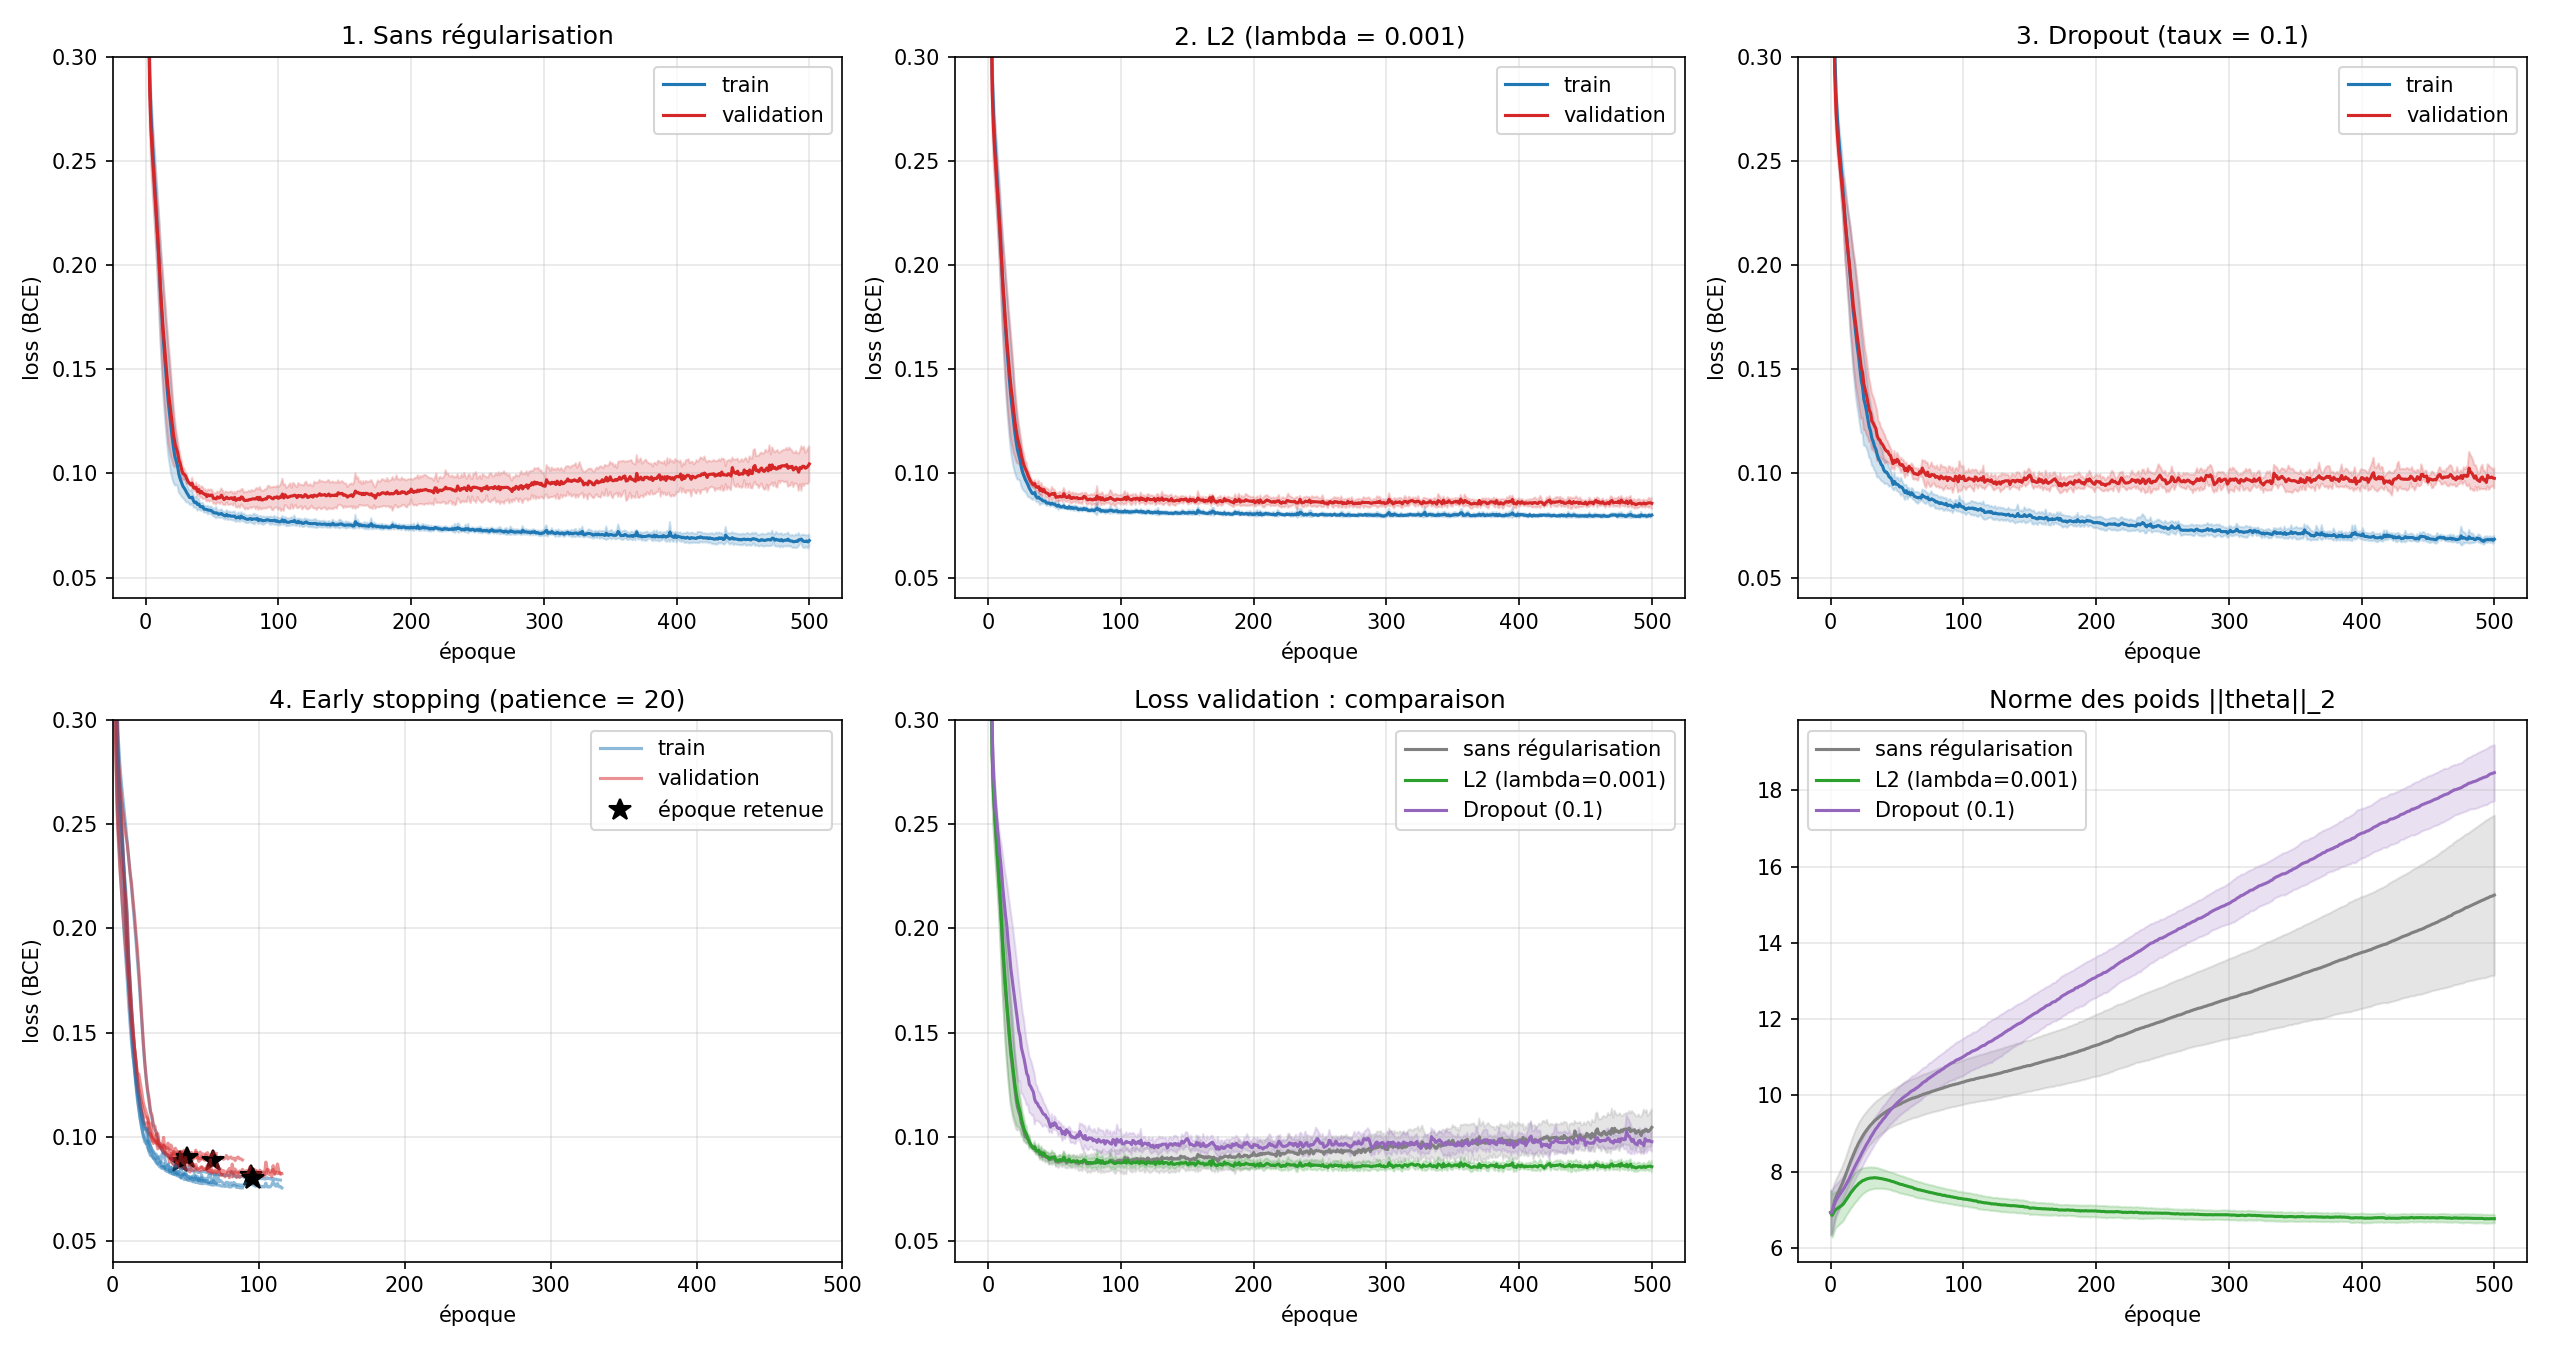 1. Sans régularisation
0.30
0.25
0.20
0.15
0.10
0.05
loss (BCE)
train
validation
0 100 200 300 400 500
époque
2. L2 (lambda = 0.001)
0.30
0.25
0.20
0.15
0.10
0.05
loss (BCE)
train
validation
0 100 200 300 400 500
époque
3. Dropout (taux = 0.1)
0.30
0.25
0.20
0.15
0.10
0.05
loss (BCE)
train
validation
0 100 200 300 400 500
époque
4. Early stopping (patience = 20)
0.30
0.25
0.20
0.15
0.10
0.05
loss (BCE)
train
validation
époque retenue
0 100 200 300 400 500
époque
Loss validation : comparaison
0.30
0.25
0.20
0.15
0.10
0.05
sans régularisation
L2 (lambda=0.001)
Dropout (0.1)
0 100 200 300 400 500
époque
Norme des poids ||theta||_2
18
16
14
12
10
8
6
sans régularisation
L2 (lambda=0.001)
Dropout (0.1)
0 100 200 300 400 500
époque